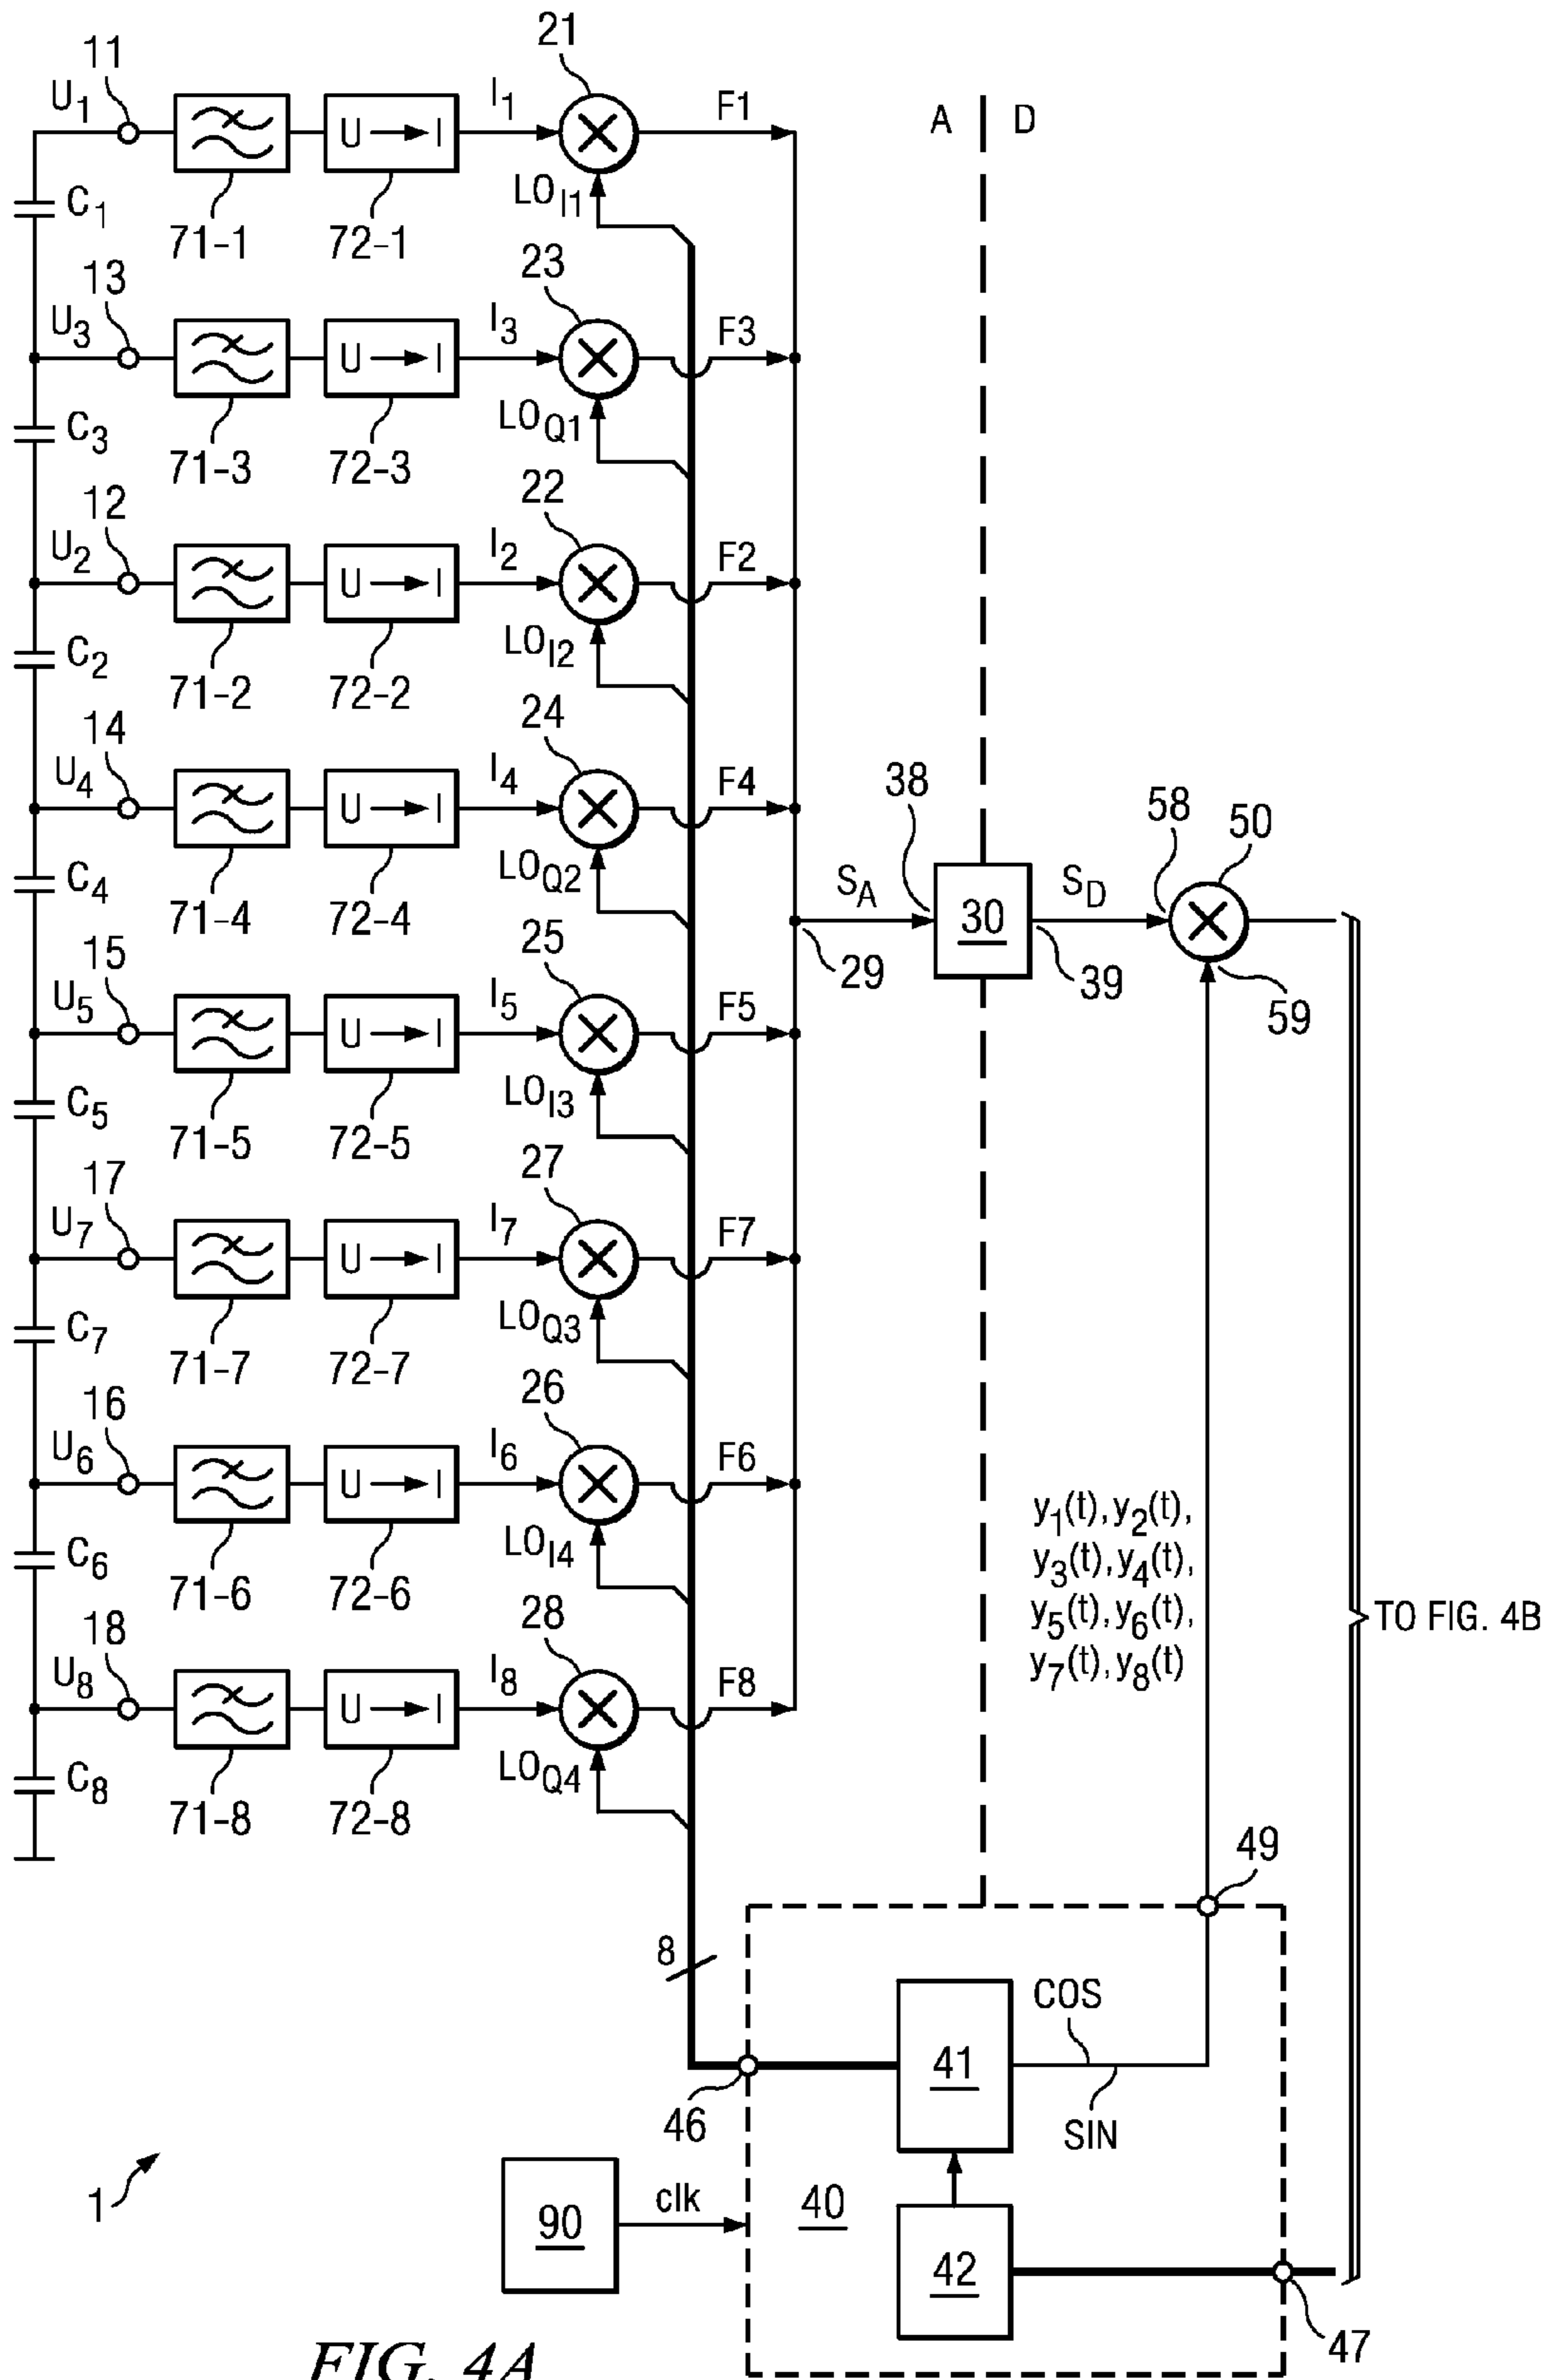 21
11
U1
I1
F1
A
D
C1
LOI1
71-1
72-1
13
23
U3
U → I
I3
F3
C3
LOQ1
71-3
72-3
12
22
U2
U → I
I2
F2
C2
LOI2
71-2
72-2
14
24
U4
U → I
I4
F4
38
58
50
C4
LOQ2
SA
30
SD
71-4
72-4
29
39
59
15
25
U5
U → I
I5
F5
C5
LOI3
71-5
72-5
17
27
U7
U → I
I7
F7
C7
LOQ3
71-7
72-7
16
26
U6
U → I
I6
F6
y1(t),y2(t),
y3(t),y4(t),
y5(t),y6(t),
y7(t),y8(t)
TO FIG. 4B
C6
LOI4
71-6
72-6
18
28
U8
U → I
I8
F8
C8
LOQ4
71-8
72-8
49
8
COS
41
SIN
46
1
90
clk
40
42
47
FIG. 4A
U → I